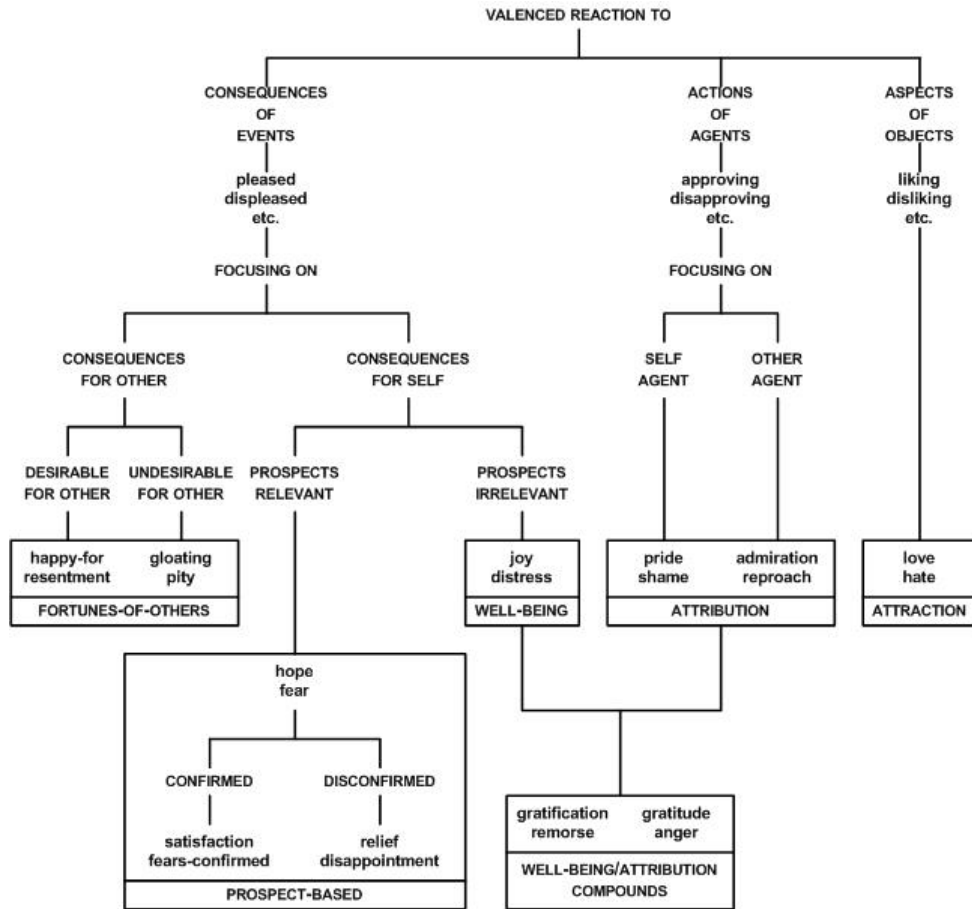 VALENCED REACTION TO
CONSEQUENCES
OF
EVENTS
ACTIONS
OF
AGENTS
ASPECTS
OF
OBJECTS
pleased
displeased
etc.
approving
disapproving
etc.
liking
disliking
etc.
FOCUSING ON
FOCUSING ON
CONSEQUENCES
FOR OTHER
CONSEQUENCES
FOR SELF
SELF
AGENT
OTHER
AGENT
DESIRABLE
FOR OTHER
UNDESIRABLE
FOR OTHER
PROSPECTS
RELEVANT
PROSPECTS
IRRELEVANT
happy-for
resentment
gloating
pity
FORTUNES-OF-OTHERS
joy
distress
WELL-BEING
pride
shame
admiration
reproach
ATTRIBUTION
love
hate
ATTRACTION
hope
fear
CONFIRMED
DISCONFIRMED
satisfaction
fears-confirmed
relief
disappointment
PROSPECT-BASED
gratification
remorse
gratitude
anger
WELL-BEING/ATTRIBUTION
COMPOUNDS